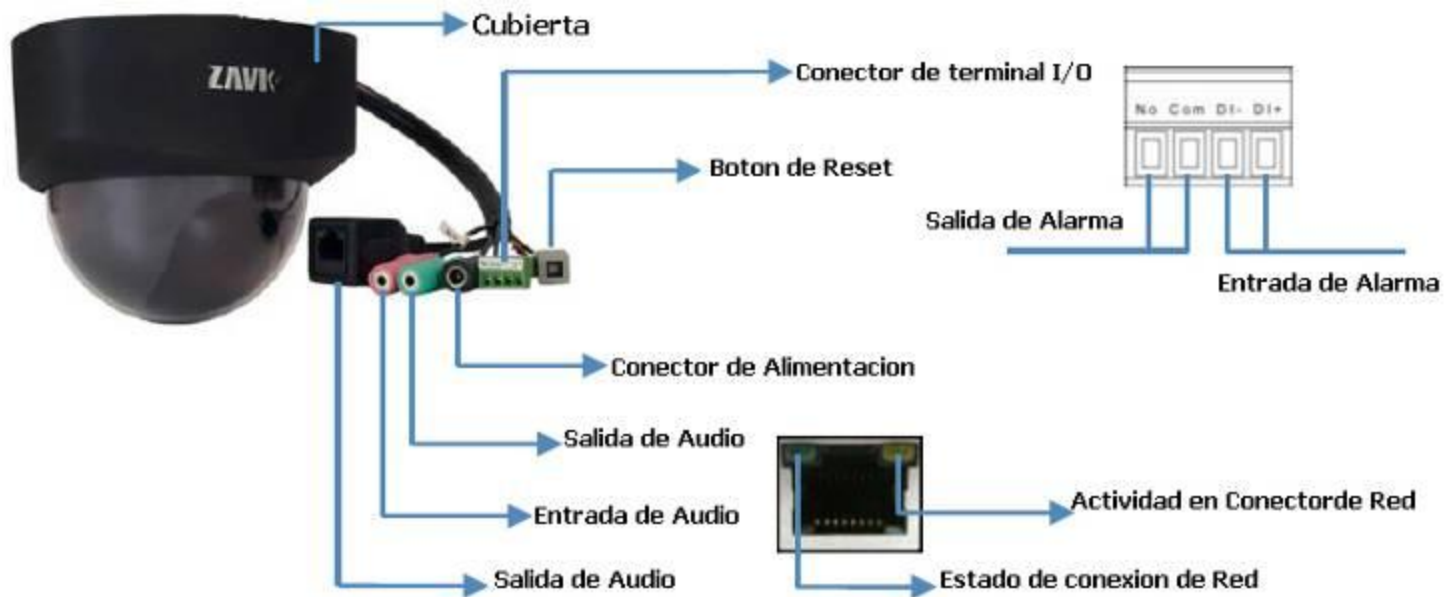 Cubierta
ZAVI
Conector de terminal I/O
No Com DI- DI+
Boton de Reset
Salida de Alarma
Entrada de Alarma
Conector de Alimentacion
Salida de Audio
Entrada de Audio
Actividad en Conectorde Red
Salida de Audio
Estado de conexion de Red